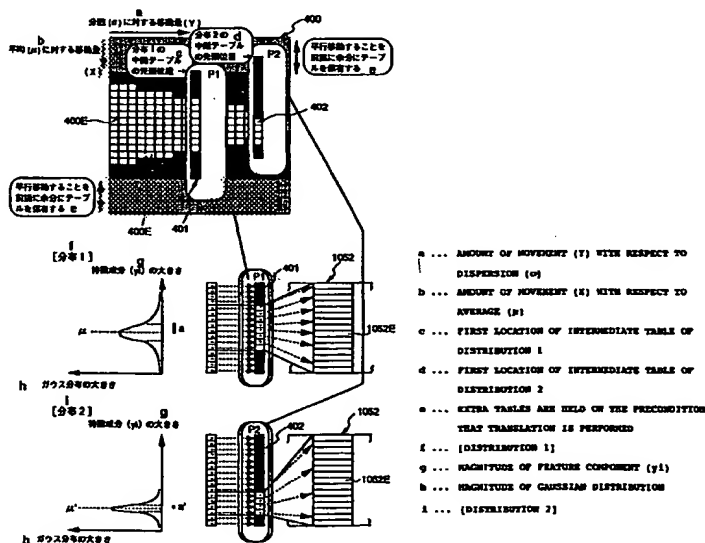 a
分散(σ)に対する移動量(Y)
400
b
平均(μ)に対する移動量
(X)
分布1の
中間テーブル
の先頭位置
c
分布2の
中間テーブル
の先頭位置
d
P1
P2
平行移動することを
前提に余分にテーブ
ルを保有する e
402
400E
平行移動することを
前提に余分にテーブ
ルを保有する e
401
400E
f
[分布1]
g
特徴成分(yi)の大きさ
μ
a
h ガウス分布の大きさ
P1
401
1052
1052E
i
[分布2]
g
特徴成分(yi)の大きさ
μ'
a'
h ガウス分布の大きさ
P2
402
1052
1052E
a ... AMOUNT OF MOVEMENT (Y) WITH RESPECT TO
DISPERSION (σ)
b ... AMOUNT OF MOVEMENT (X) WITH RESPECT TO
AVERAGE (μ)
c ... FIRST LOCATION OF INTERMEDIATE TABLE OF
DISTRIBUTION 1
d ... FIRST LOCATION OF INTERMEDIATE TABLE OF
DISTRIBUTION 2
e ... EXTRA TABLES ARE HELD ON THE PRECONDITION
THAT TRANSLATION IS PERFORMED
f ... [DISTRIBUTION 1]
g ... MAGNITUDE OF FEATURE COMPONENT (yi)
h ... MAGNITUDE OF GAUSSIAN DISTRIBUTION
i ... [DISTRIBUTION 2]